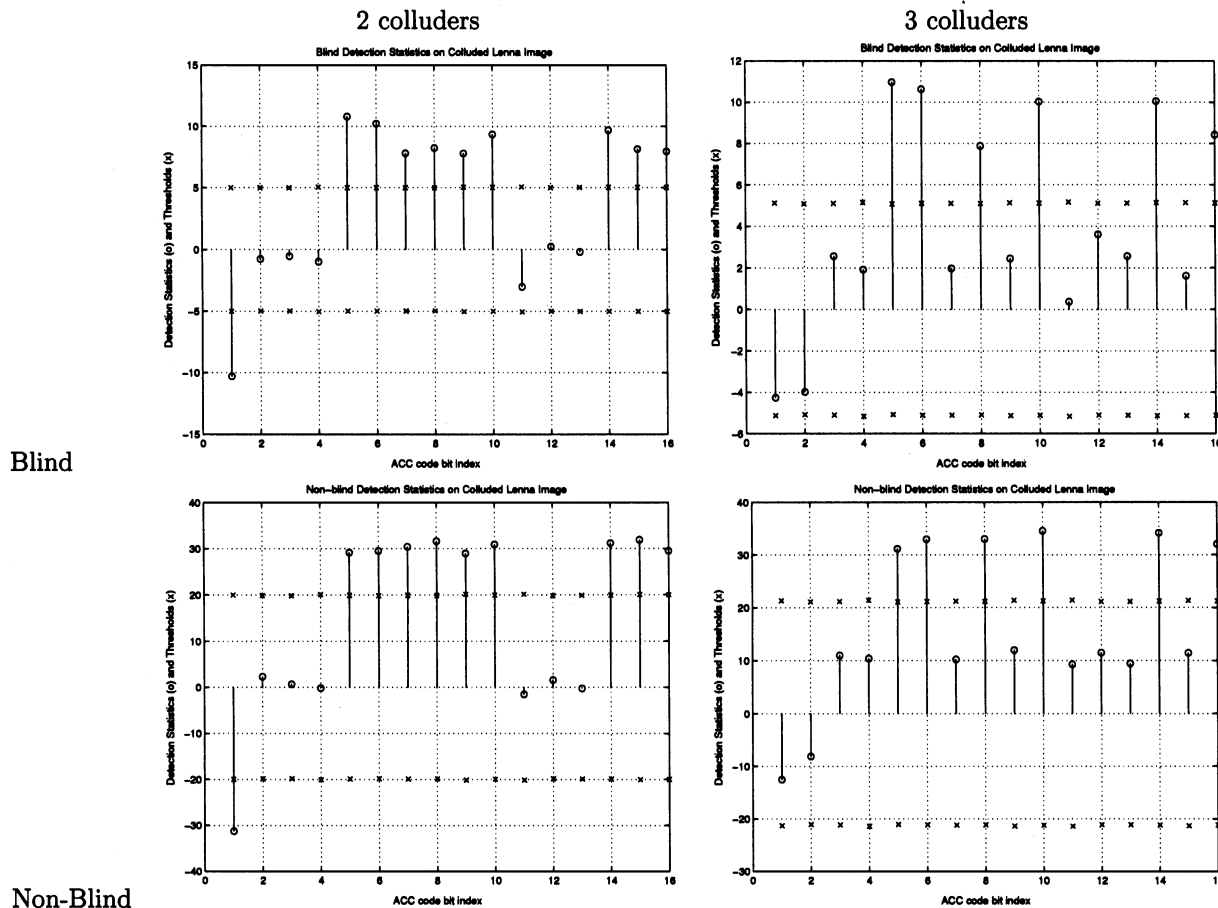 2 colluders
3 colluders
Blind Detection Statistics on Colluded Lenna Image
Detection Statistics (o) and Thresholds (x)
15
10
5
0
−5
−10
−15
0 2 4 6 8 10 12 14 16
ACC code bit index
Blind Detection Statistics on Colluded Lenna Image
Detection Statistics (o) and Thresholds (x)
12
10
8
6
4
2
0
−2
−4
−6
0 2 4 6 8 10 12 14 16
ACC code bit index
Blind
Non−blind Detection Statistics on Colluded Lenna Image
Detection Statistics (o) and Thresholds (x)
40
30
20
10
0
−10
−20
−30
−40
0 2 4 6 8 10 12 14 16
ACC code bit index
Non−blind Detection Statistics on Colluded Lenna Image
Detection Statistics (o) and Thresholds (x)
40
30
20
10
0
−10
−20
−30
0 2 4 6 8 10 12 14 16
ACC code bit index
Non-Blind